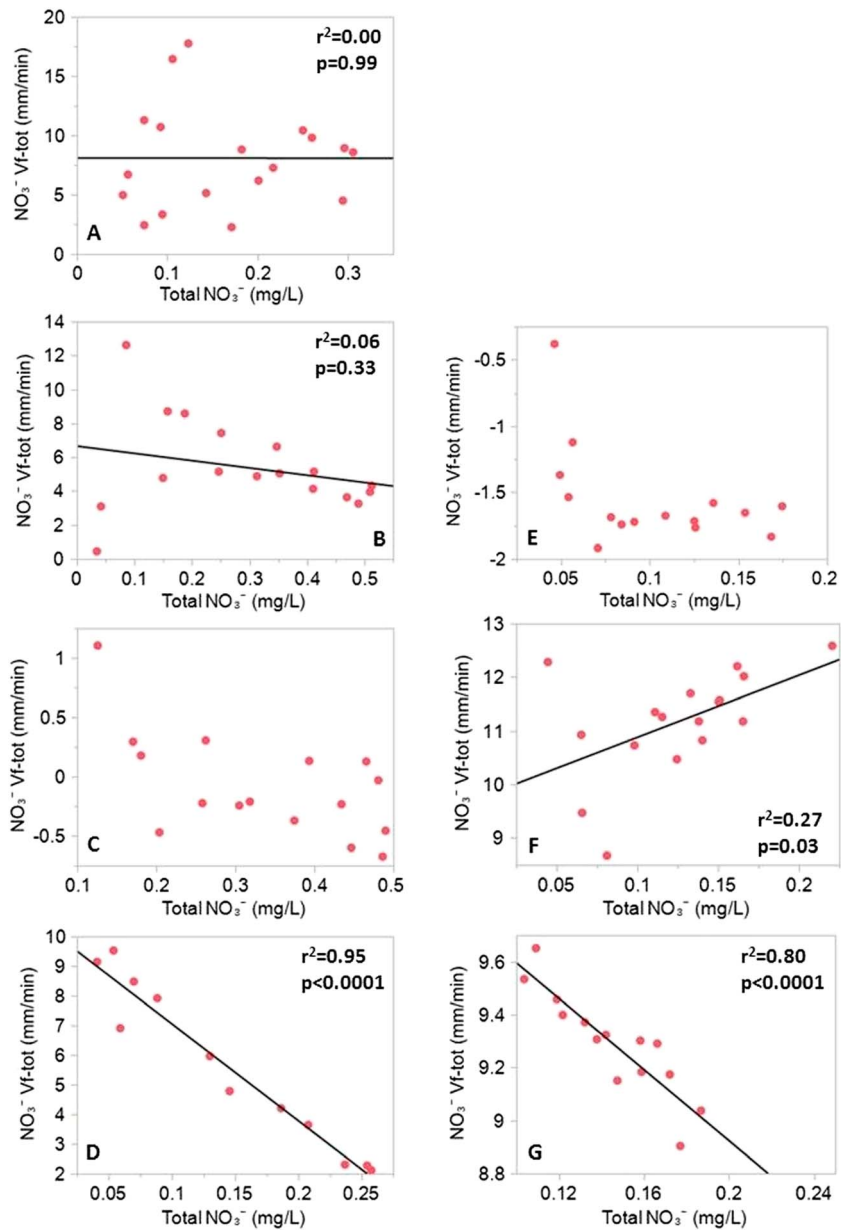 20
15
10
5
0
NO₃⁻ Vf-tot (mm/min)
r²=0.00
p=0.99
A
0 0.1 0.2 0.3
Total NO₃⁻ (mg/L)
14
12
10
8
6
4
2
0
NO₃⁻ Vf-tot (mm/min)
r²=0.06
p=0.33
B
0 0.1 0.2 0.3 0.4 0.5
Total NO₃⁻ (mg/L)
-0.5
-1
-1.5
-2
NO₃⁻ Vf-tot (mm/min)
E
0.05 0.1 0.15 0.2
Total NO₃⁻ (mg/L)
1
0.5
0
-0.5
NO₃⁻ Vf-tot (mm/min)
C
0.1 0.2 0.3 0.4 0.5
Total NO₃⁻ (mg/L)
13
12
11
10
9
NO₃⁻ Vf-tot (mm/min)
r²=0.27
p=0.03
F
0.05 0.1 0.15 0.2
Total NO₃⁻ (mg/L)
10
9
8
7
6
5
4
3
2
NO₃⁻ Vf-tot (mm/min)
r²=0.95
p<0.0001
D
0.05 0.1 0.15 0.2 0.25
Total NO₃⁻ (mg/L)
9.6
9.4
9.2
9
8.8
NO₃⁻ Vf-tot (mm/min)
r²=0.80
p<0.0001
G
0.12 0.16 0.2 0.24
Total NO₃⁻ (mg/L)